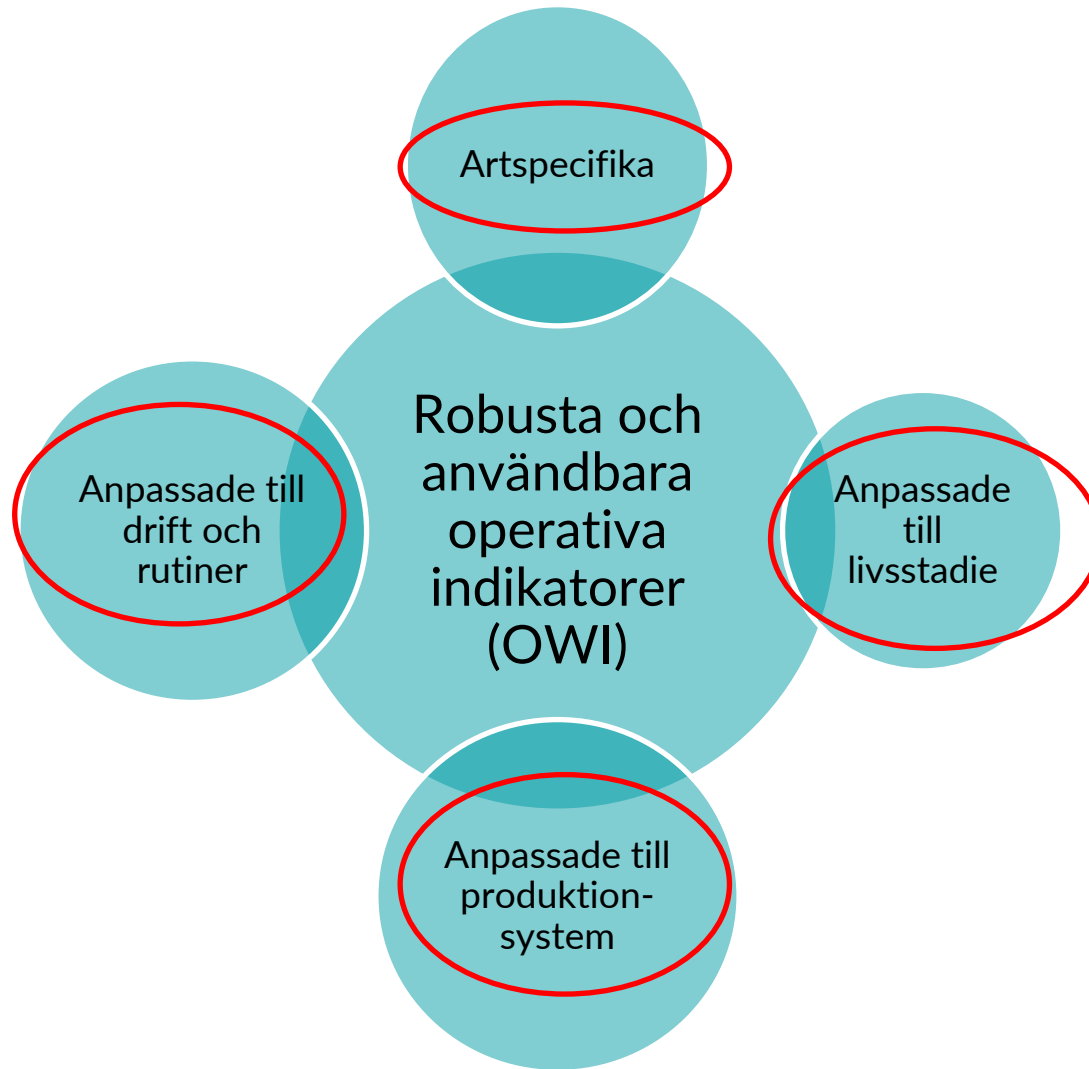 Artspecifika
Robusta och
användbara
operativa
indikatorer
(OWI)
Anpassade till
drift och
rutiner
Anpassade
till
livsstadie
Anpassade till
produktion-
system